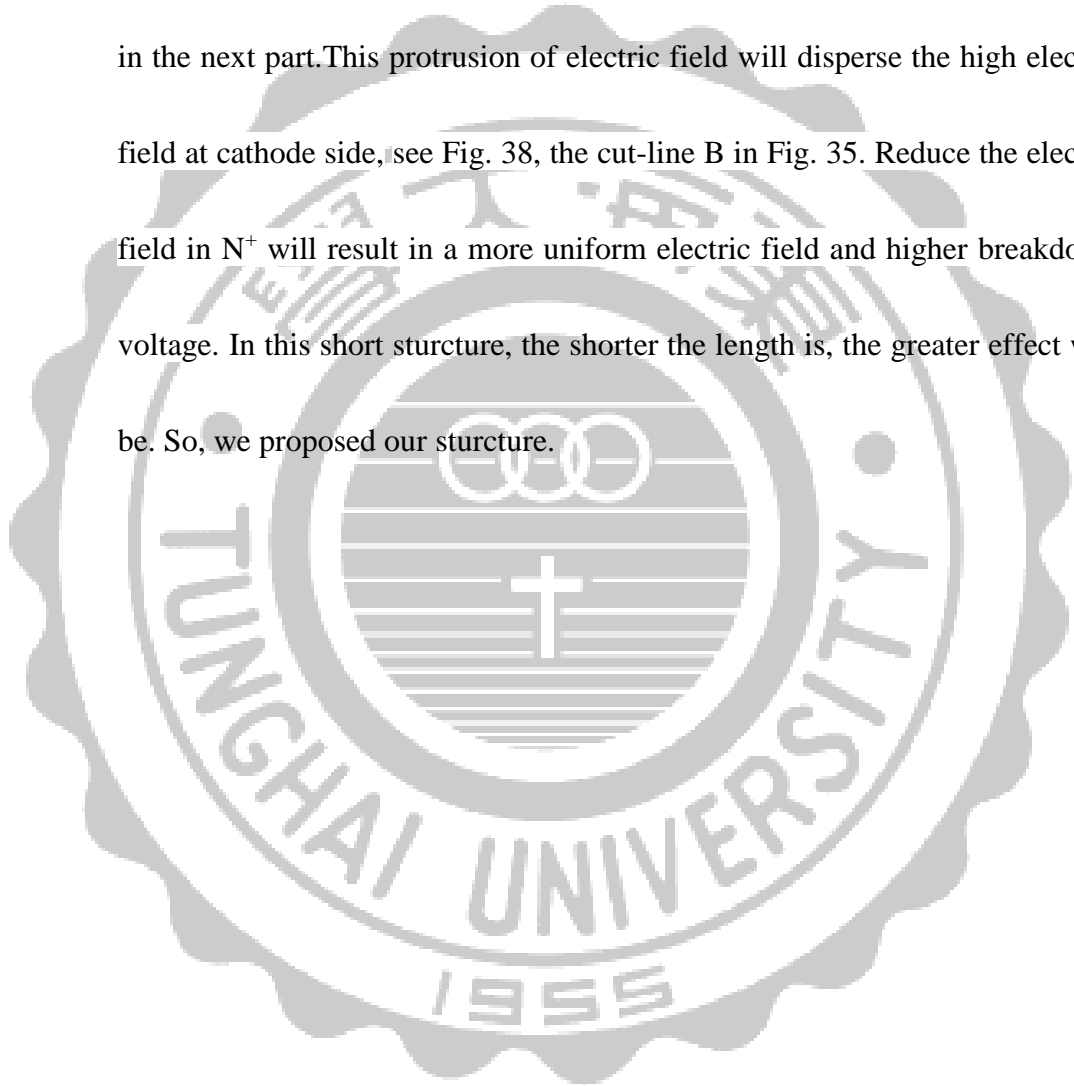 in the next part.This protrusion of electric field will disperse the high elec
field at cathode side, see Fig. 38, the cut-line B in Fig. 35. Reduce the elec
field in N⁺ will result in a more uniform electric field and higher breakdo
voltage. In this short sturcture, the shorter the length is, the greater effect
be. So, we proposed our sturcture.
TUNGHAI UNIVERSITY
1955